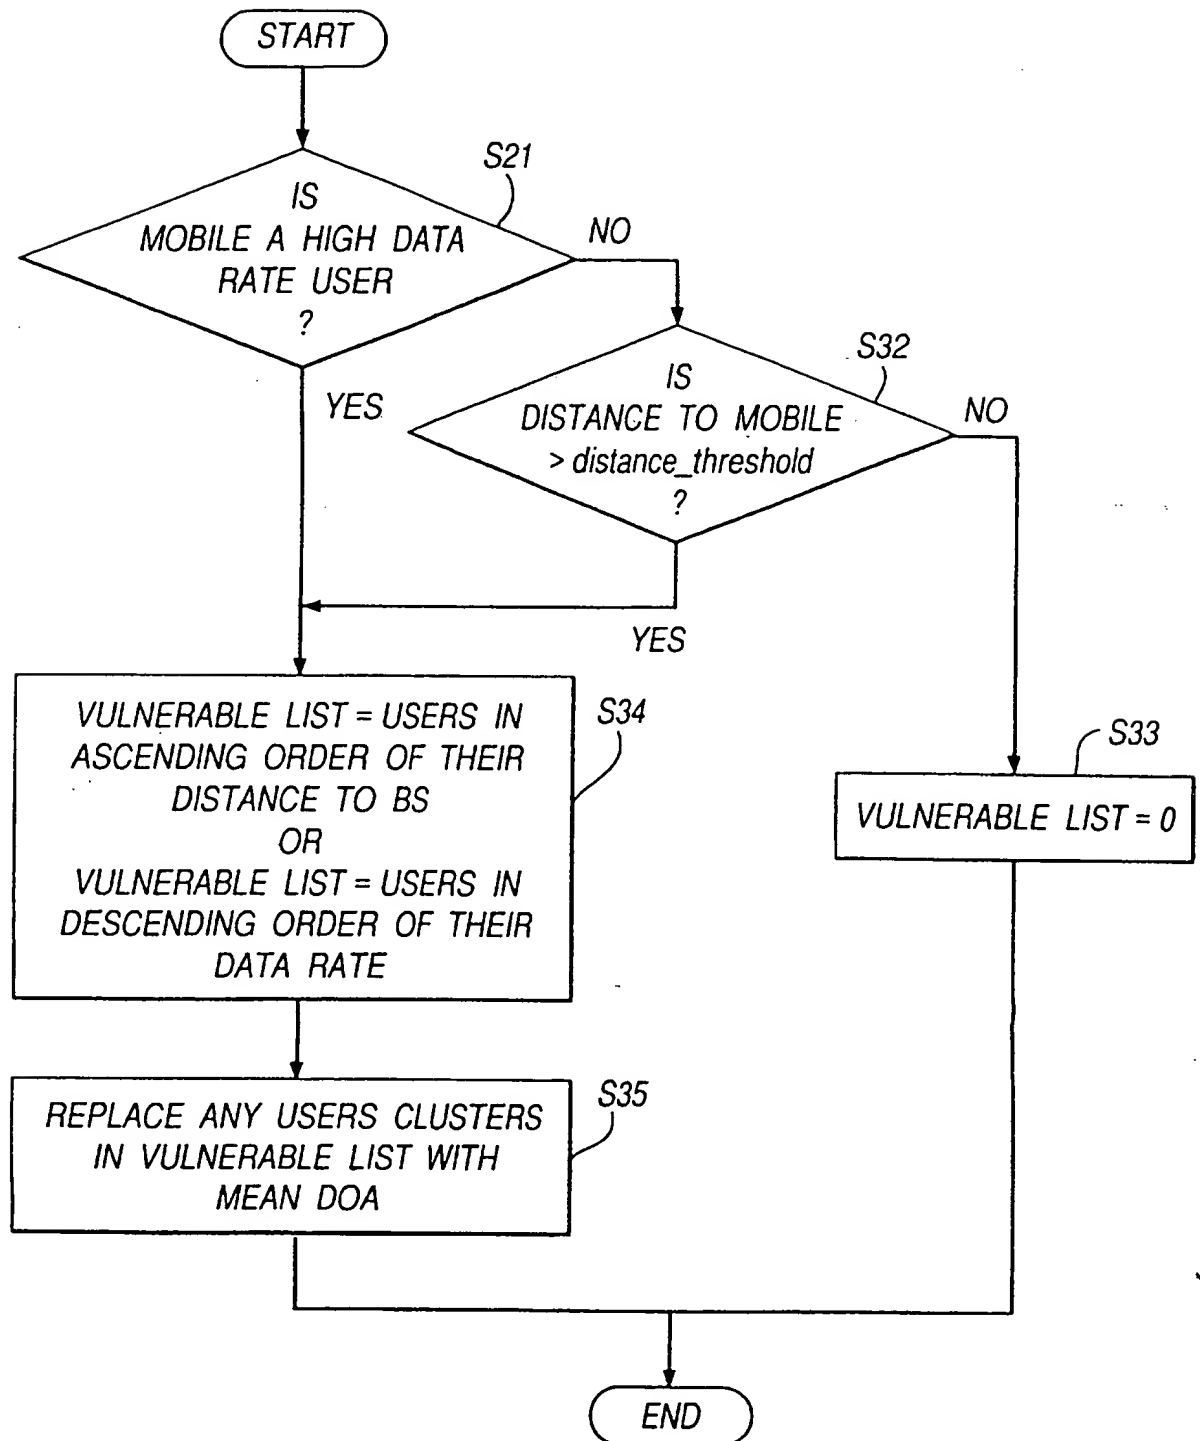 START
S21
IS
MOBILE A HIGH DATA
RATE USER
?
NO
YES
S32
IS
DISTANCE TO MOBILE
> distance_threshold
?
NO
YES
S34
VULNERABLE LIST = USERS IN
ASCENDING ORDER OF THEIR
DISTANCE TO BS
OR
VULNERABLE LIST = USERS IN
DESCENDING ORDER OF THEIR
DATA RATE
S33
VULNERABLE LIST = 0
S35
REPLACE ANY USERS CLUSTERS
IN VULNERABLE LIST WITH
MEAN DOA
END